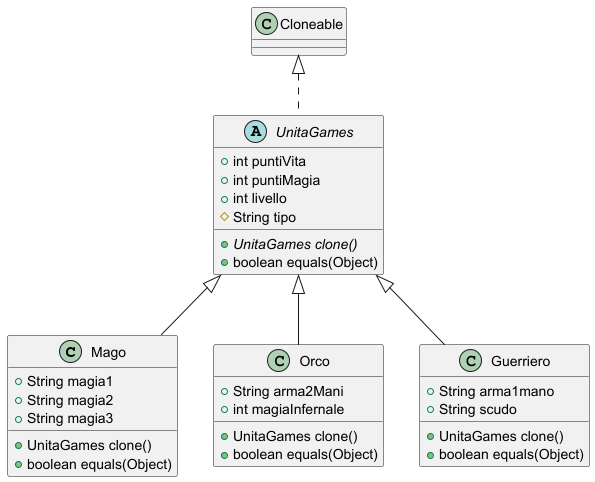 C Cloneable
A UnitaGames
int puntiVita
int puntiMagia
int livello
String tipo
UnitaGames clone()
boolean equals(Object)
C Mago
String magia1
String magia2
String magia3
UnitaGames clone()
boolean equals(Object)
C Orco
String arma2Mani
int magiaInfernale
UnitaGames clone()
boolean equals(Object)
C Guerriero
String arma1mano
String scudo
UnitaGames clone()
boolean equals(Object)